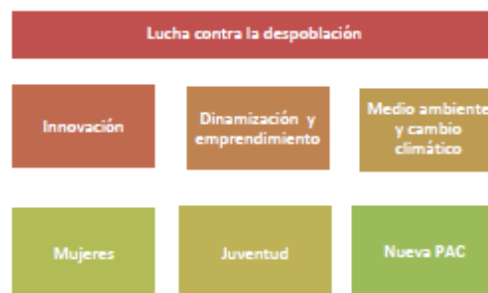 Lucha contra la despoblación
Innovación
Dinamización y
emprendimiento
Medio ambiente
y cambio
climático
Mujeres
Juventud
Nueva PAC